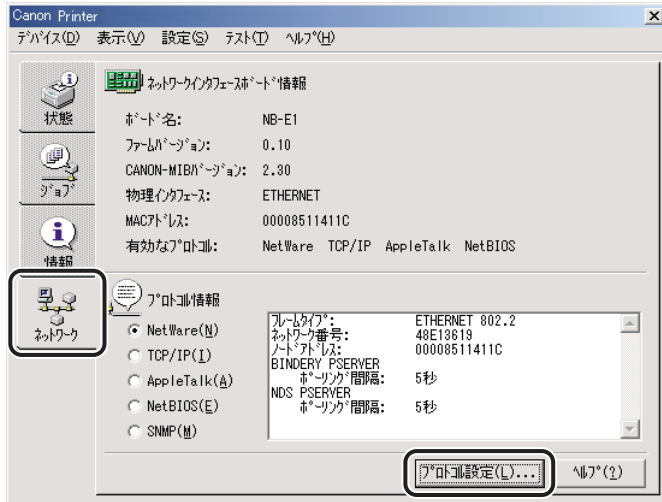 Canon Printer
ﾃﾞﾊﾞｲｽ(D) 表示(V) 設定(S) ﾃｽﾄ(T) ﾍﾙﾌﾟ(H)
状態
ｼﾞｮﾌﾞ
情報
ﾈｯﾄﾜｰｸ
ﾈｯﾄﾜｰｸｲﾝﾀﾌｪｰｽﾎﾞｰﾄﾞ情報
ﾎﾞｰﾄﾞ名: NB-E1
ﾌｧｰﾑﾊﾞｰｼﾞｮﾝ: 0.10
CANON-MIBﾊﾞｰｼﾞｮﾝ: 2.30
物理ｲﾝﾀﾌｪｰｽ: ETHERNET
MACｱﾄﾞﾚｽ: 00008511411C
有効なﾌﾟﾛﾄｺﾙ: NetWare TCP/IP AppleTalk NetBIOS
ﾌﾟﾛﾄｺﾙ情報
NetWare(N)
TCP/IP(I)
AppleTalk(A)
NetBIOS(E)
SNMP(M)
ﾌﾚｰﾑﾀｲﾌﾟ: ETHERNET 802.2
ﾈｯﾄﾜｰｸ番号: 48E13619
ﾉｰﾄﾞｱﾄﾞﾚｽ: 00008511411C
BINDERY PSERVER
ﾎﾟｰﾘﾝｸﾞ間隔: 5秒
NDS PSERVER
ﾎﾟｰﾘﾝｸﾞ間隔: 5秒
ﾌﾟﾛﾄｺﾙ設定(L)... ﾍﾙﾌﾟ(?)